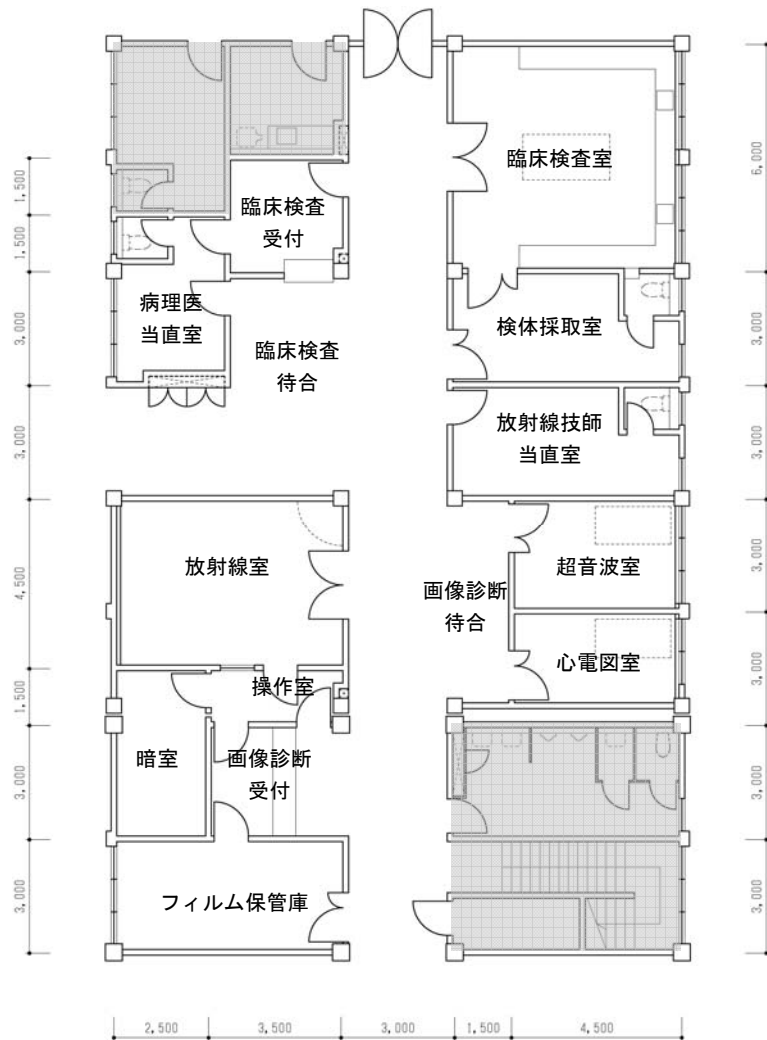 臨床検査室
臨床検査
受付
病理医
当直室
検体採取室
臨床検査
待合
放射線技師
当直室
放射線室
画像診断
待合
超音波室
操作室
心電図室
暗室
画像診断
受付
フィルム保管庫
1,500
1,500
3,000
3,000
4,500
1,500
3,000
3,000
6,000
3,000
3,000
3,000
3,000
3,000
3,000
2,500
3,500
3,000
1,500
4,500